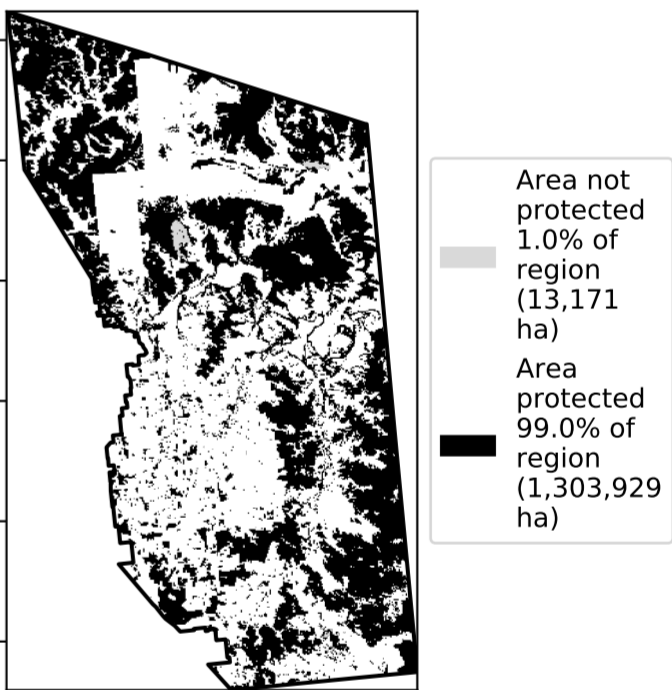 Area not
protected
1.0% of
region
(13,171
ha)
Area
protected
99.0% of
region
(1,303,929
ha)